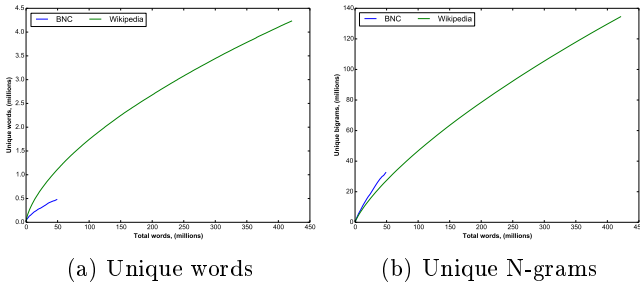 BNC Wikipedia
4.5
4.0
3.5
3.0
2.5
2.0
1.5
1.0
0.5
0.0
Unique words, (millions)
0 50 100 150 200 250 300 350 400 450
Total words, (millions)
(a) Unique words
BNC Wikipedia
140
120
100
80
60
40
20
0
Unique bigrams, (millions)
0 50 100 150 200 250 300 350 400 45
Total words, (millions)
(b) Unique N-grams